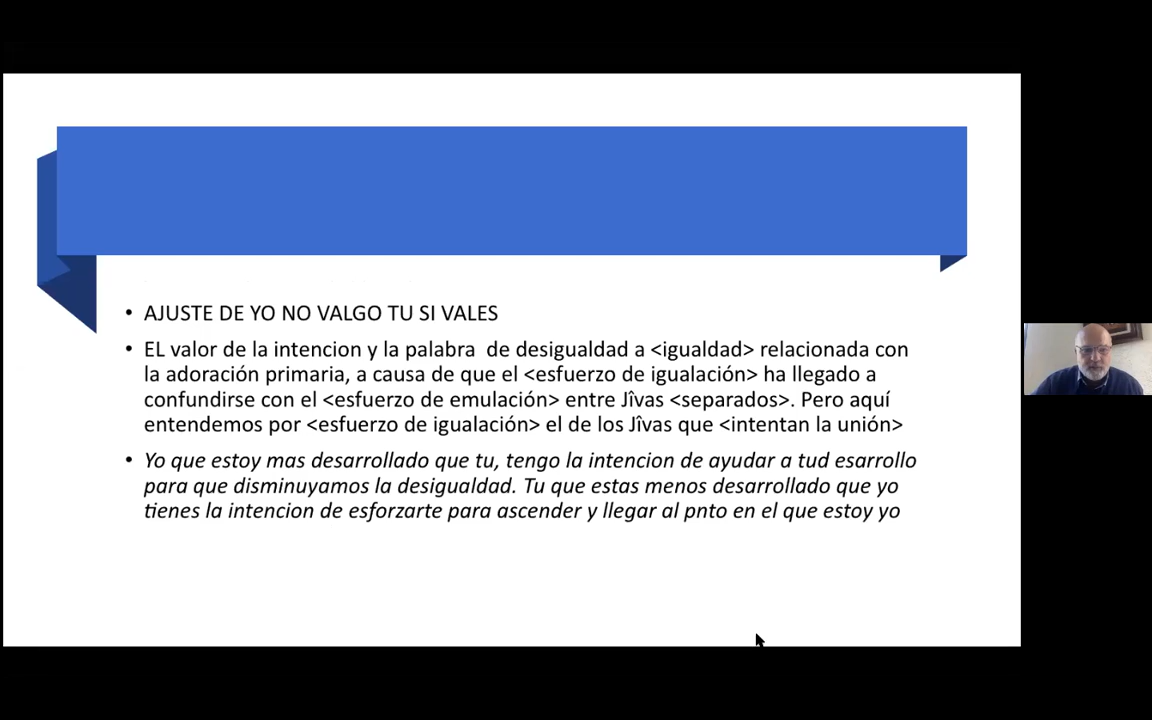 • AJUSTE DE YO NO VALGO TU SI VALES
• EL valor de la intencion y la palabra  de desigualdad a <igualdad> relacionada con
la adoración primaria, a causa de que el <esfuerzo de igualación> ha llegado a
confundirse con el <esfuerzo de emulación> entre Jîvas <separados>. Pero aquí
entendemos por <esfuerzo de igualación> el de los Jîvas que <intentan la unión>
• Yo que estoy mas desarrollado que tu, tengo la intencion de ayudar a tud esarrollo
para que disminuyamos la desigualdad. Tu que estas menos desarrollado que yo
tienes la intencion de esforzarte para ascender y llegar al pnto en el que estoy yo